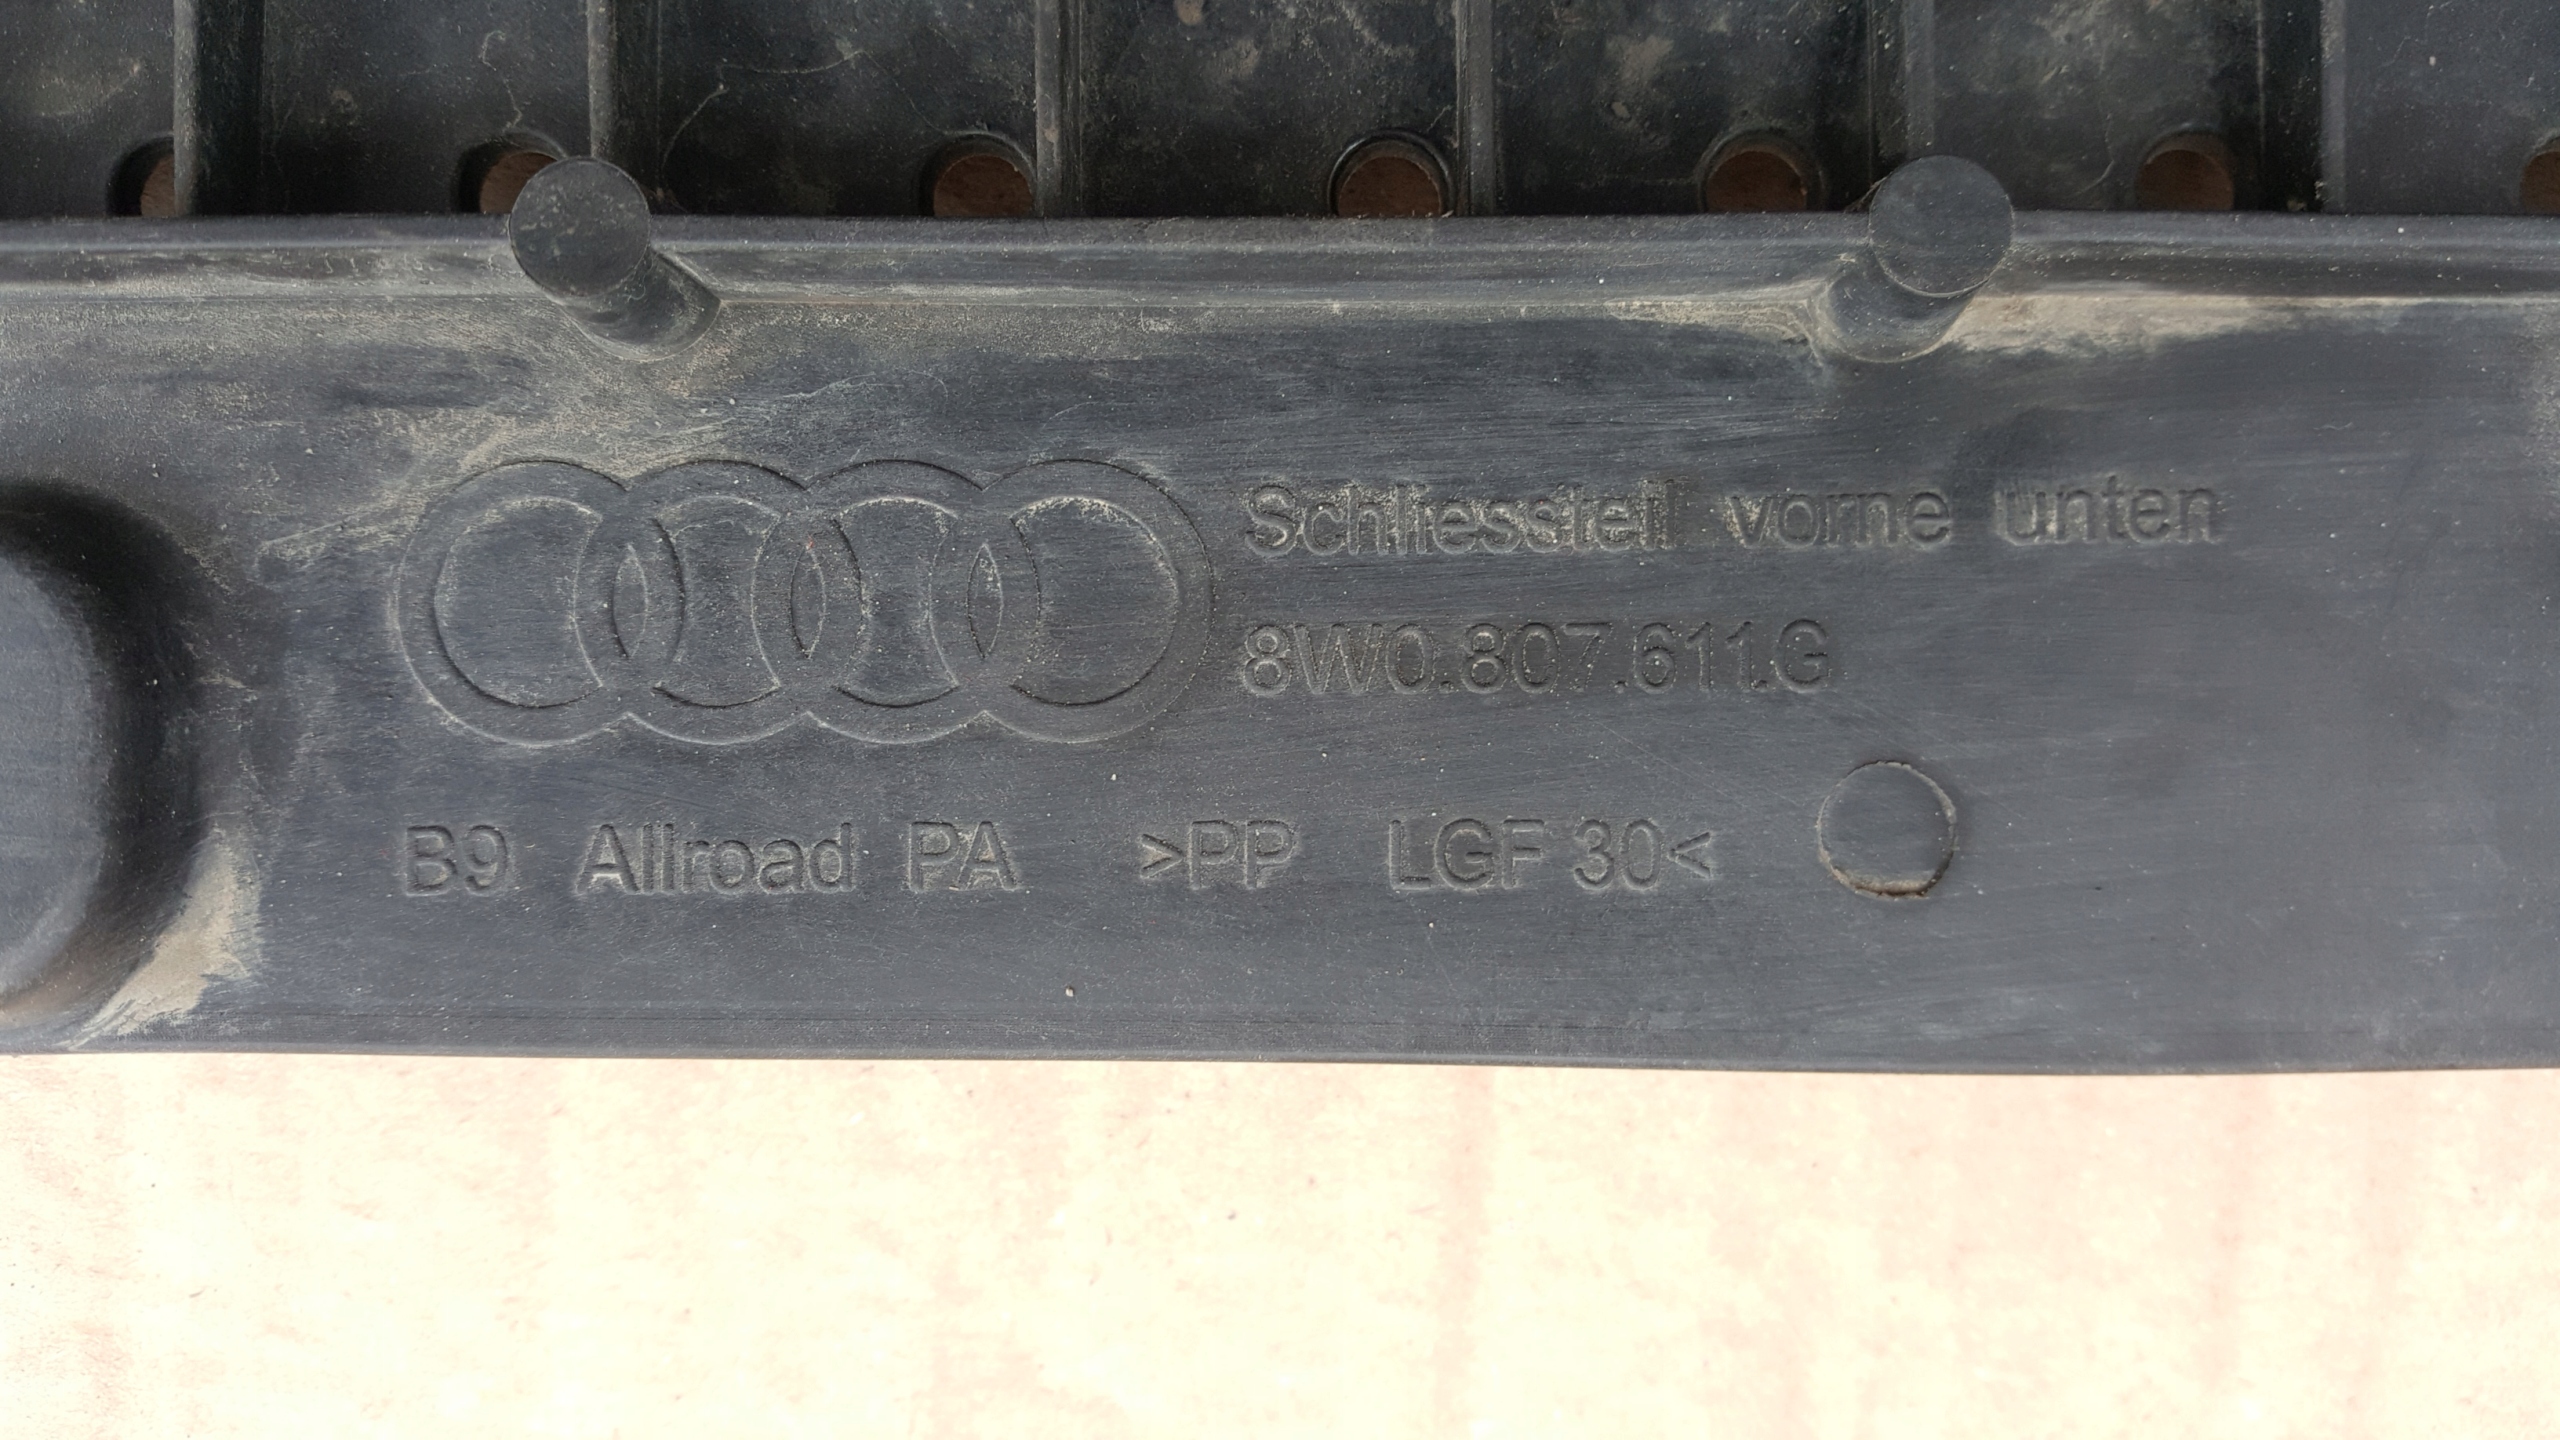 Schliessteil vorne unten
8W0.807.611.G
B9 Allroad PA >PP LGF 30<